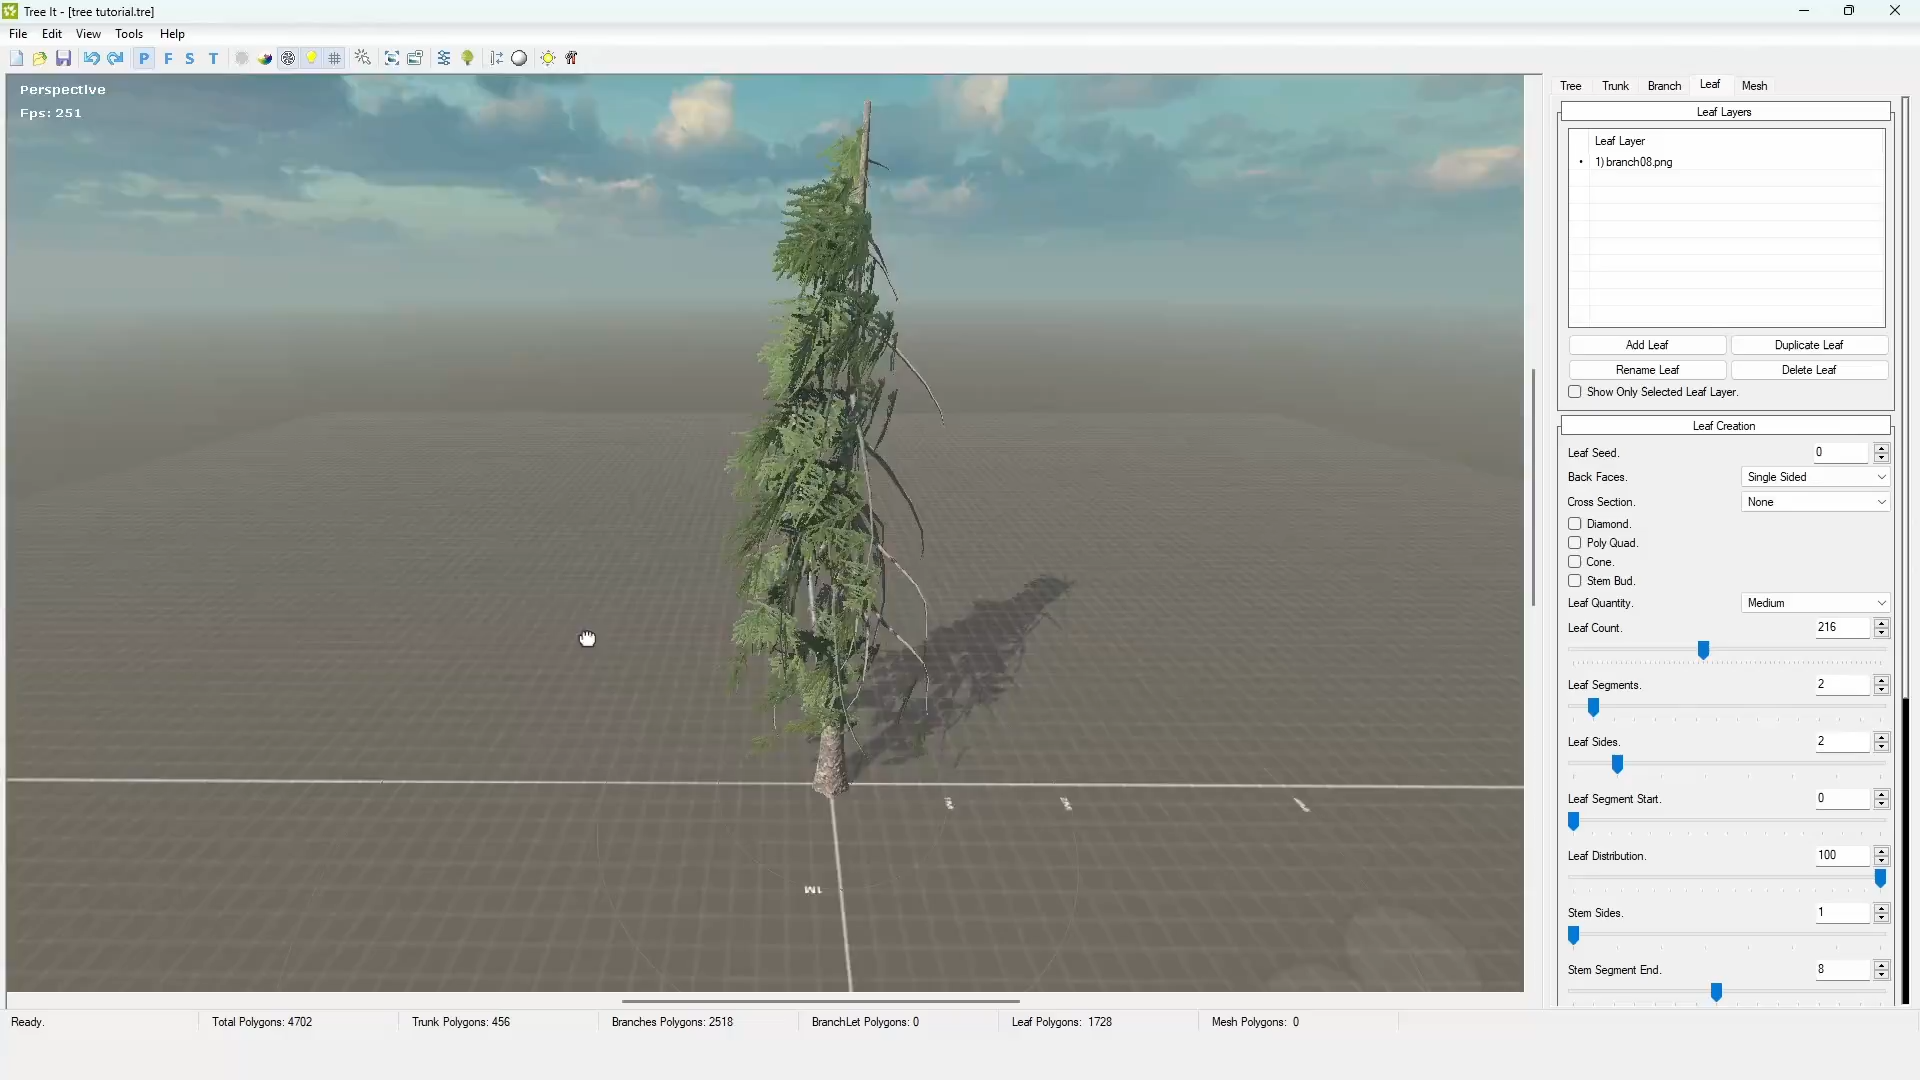 Tree It - [tree tutorial.tre]
File Edit View Tools Help
P F S T
Perspective
Fps: 251
1M
Tree Trunk Branch Leaf Mesh
Leaf Layers
Leaf Layer
1) branch08.png
Add Leaf Duplicate Leaf
Rename Leaf Delete Leaf
Show Only Selected Leaf Layer.
Leaf Creation
Leaf Seed. 0
Back Faces. Single Sided
Cross Section. None
Diamond.
Poly Quad.
Cone.
Stem Bud.
Leaf Quantity. Medium
Leaf Count. 216
Leaf Segments. 2
Leaf Sides. 2
Leaf Segment Start. 0
Leaf Distribution. 100
Stem Sides. 1
Stem Segment End. 8
Ready. Total Polygons: 4702 Trunk Polygons: 456 Branches Polygons: 2518 BranchLet Polygons: 0 Leaf Polygons: 1728 Mesh Polygons: 0